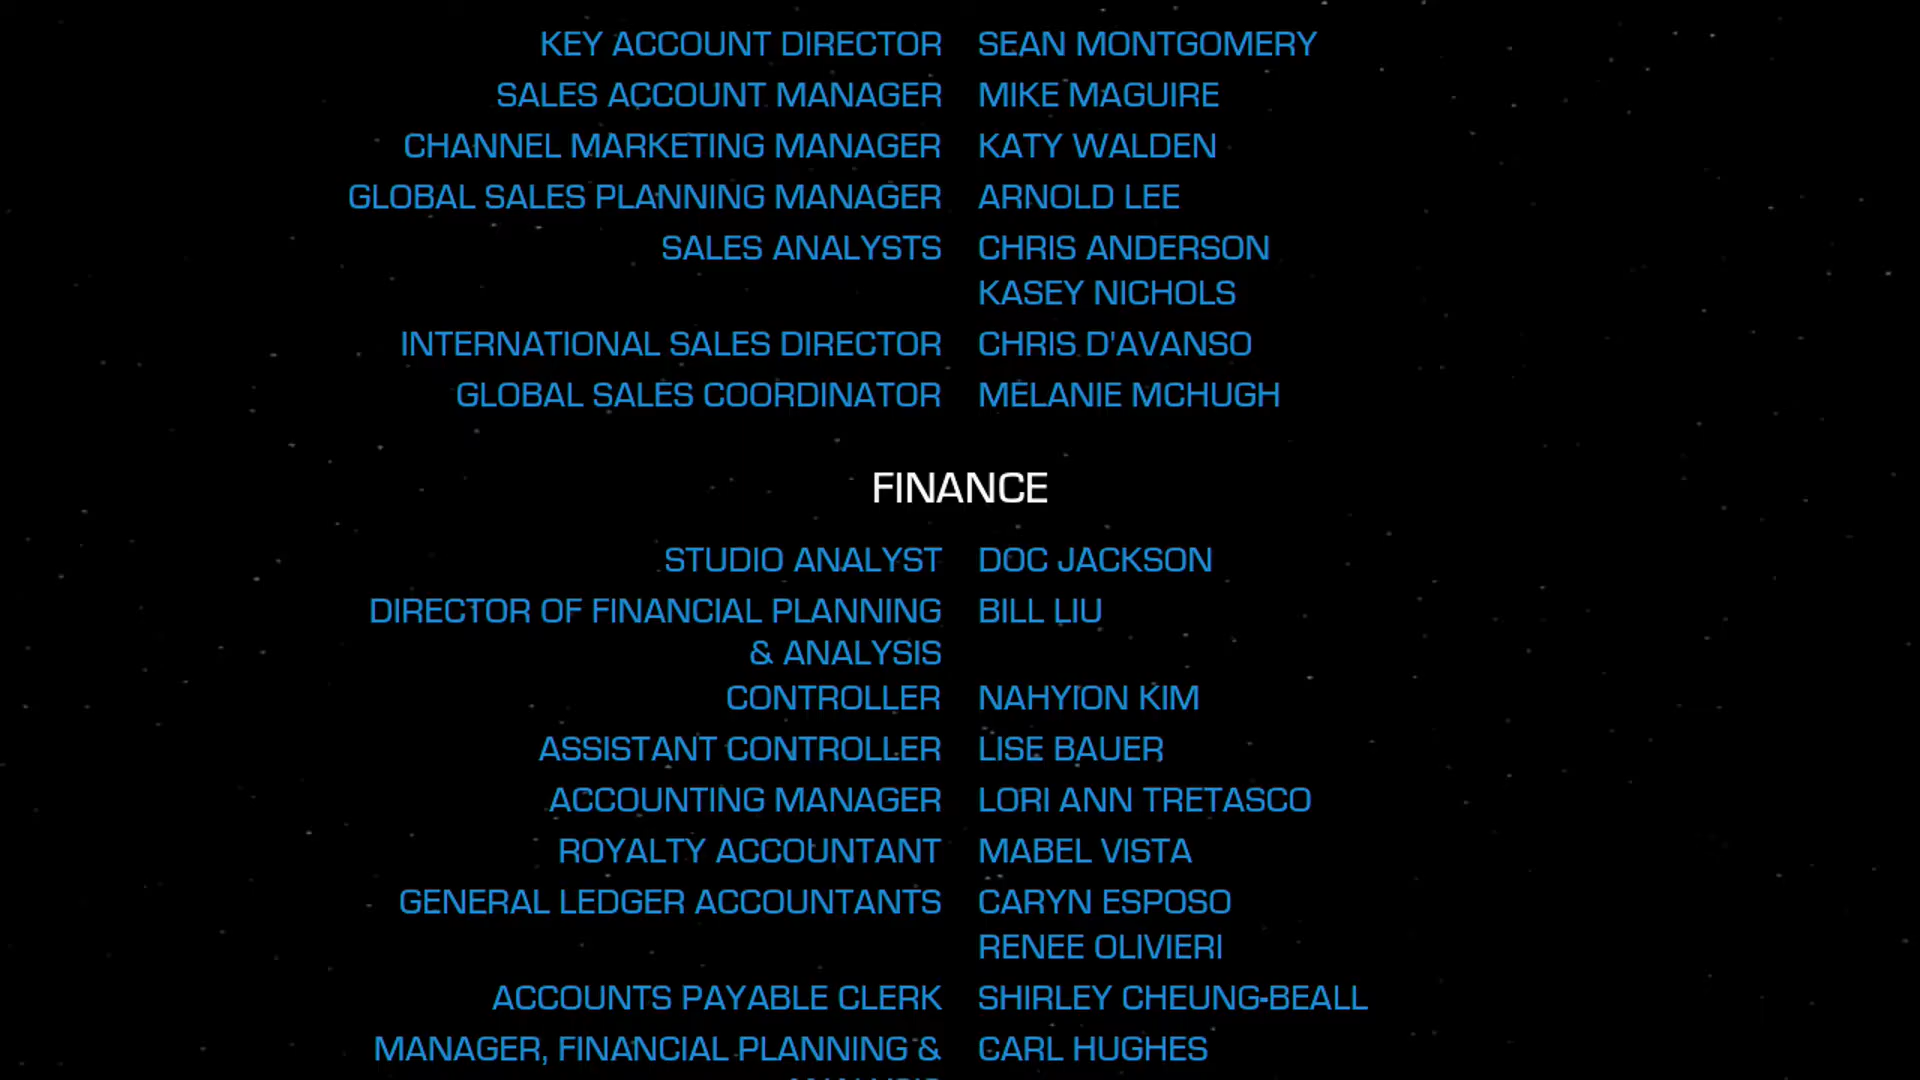 KEY ACCOUNT DIRECTOR SEAN MONTGOMERY
SALES ACCOUNT MANAGER MIKE MAGUIRE
CHANNEL MARKETING MANAGER KATY WALDEN
GLOBAL SALES PLANNING MANAGER ARNOLD LEE
SALES ANALYSTS CHRIS ANDERSON
KASEY NICHOLS
INTERNATIONAL SALES DIRECTOR CHRIS D'AVANSO
GLOBAL SALES COORDINATOR MELANIE MCHUGH
FINANCE
STUDIO ANALYST DOC JACKSON
DIRECTOR OF FINANCIAL PLANNING BILL LIU
& ANALYSIS
CONTROLLER NAHYION KIM
ASSISTANT CONTROLLER LISE BAUER
ACCOUNTING MANAGER LORI ANN TRETASCO
ROYALTY ACCOUNTANT MABEL VISTA
GENERAL LEDGER ACCOUNTANTS CARYN ESPOSO
RENEE OLIVIERI
ACCOUNTS PAYABLE CLERK SHIRLEY CHEUNG-BEALL
MANAGER, FINANCIAL PLANNING & CARL HUGHES